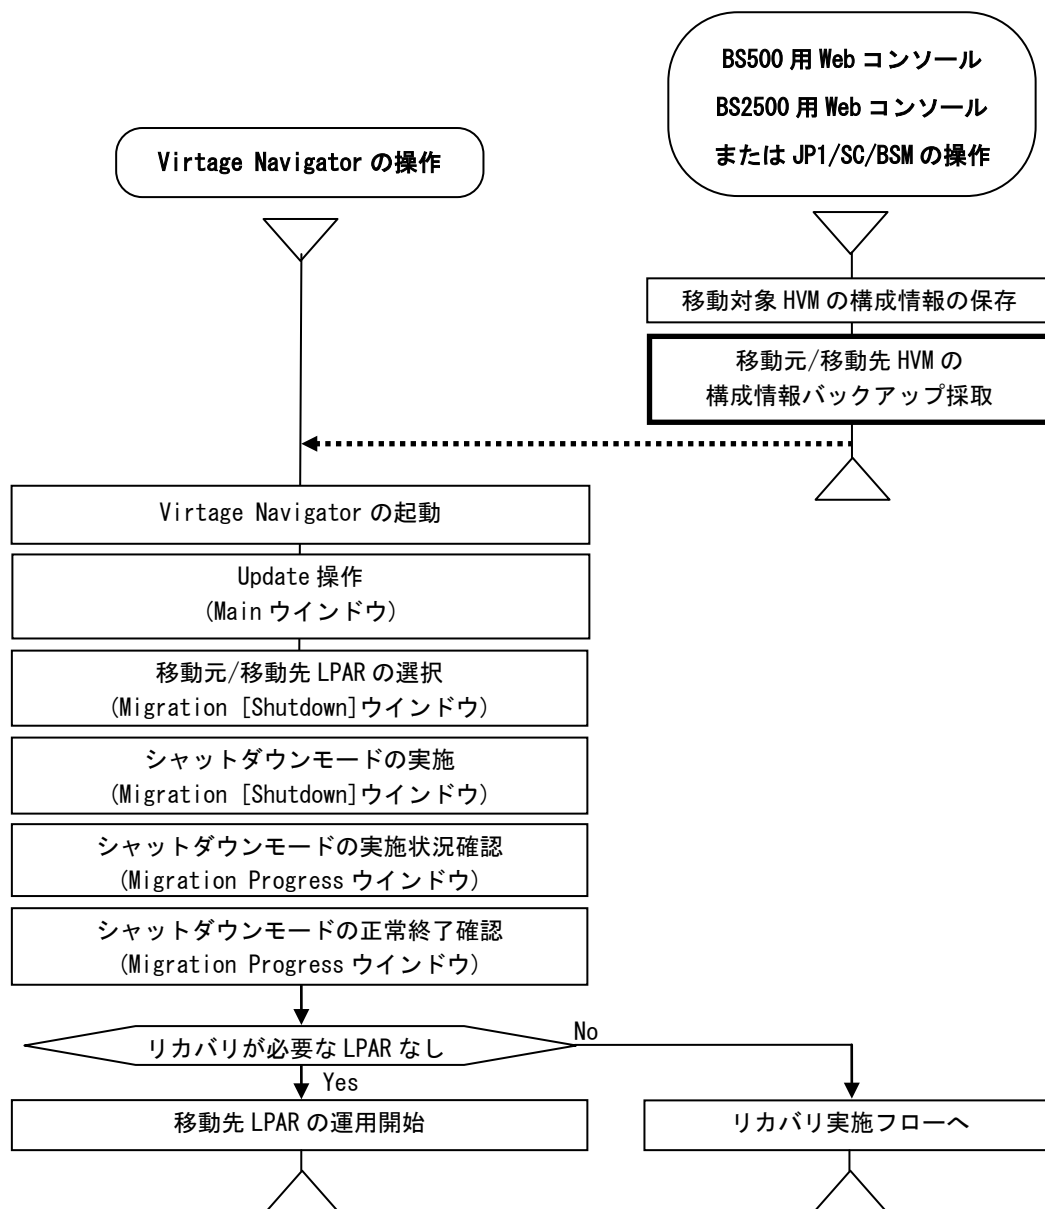 BS500 用 Web コンソール
BS2500 用 Web コンソール
または JP1/SC/BSM の操作
Virtage Navigator の操作
移動対象 HVM の構成情報の保存
移動元/移動先 HVM の
構成情報バックアップ採取
Virtage Navigator の起動
Update 操作
(Main ウインドウ)
移動元/移動先 LPAR の選択
(Migration [Shutdown]ウインドウ)
シャットダウンモードの実施
(Migration [Shutdown]ウインドウ)
シャットダウンモードの実施状況確認
(Migration Progress ウインドウ)
シャットダウンモードの正常終了確認
(Migration Progress ウインドウ)
リカバリが必要な LPAR なし
No
Yes
移動先 LPAR の運用開始
リカバリ実施フローへ